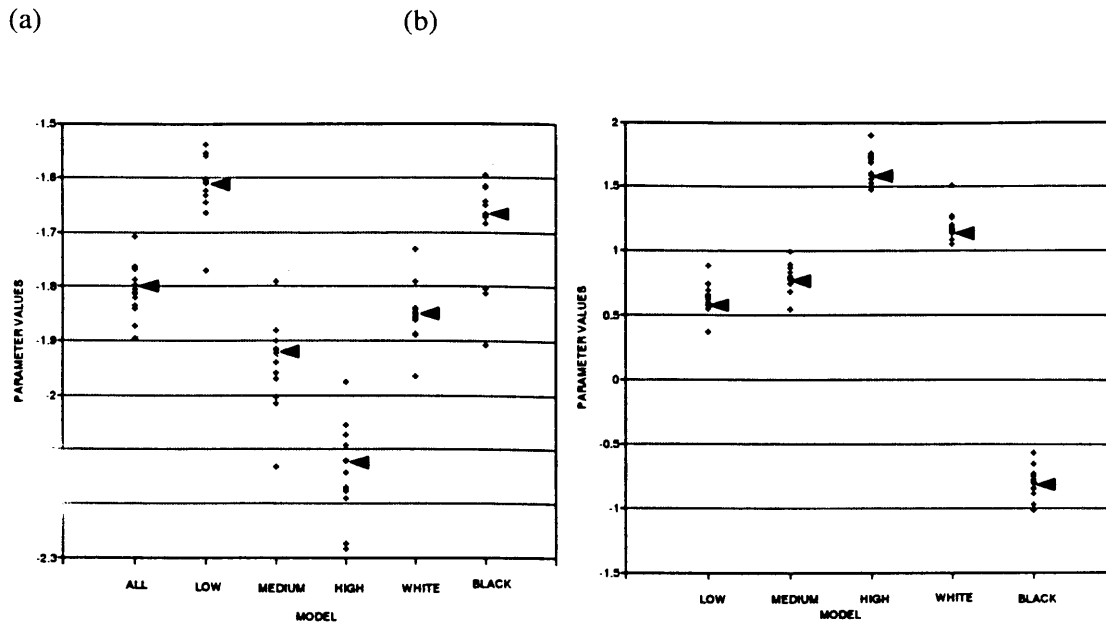 (a)
(b)
PARAMETER VALUES
-1.5
-1.6
-1.7
-1.8
-1.9
-2
-2.3
ALL LOW MEDIUM HIGH WHITE BLACK
MODEL
PARAMETER VALUES
2
1.5
1
0.5
0
-0.5
-1
-1.5
LOW MEDIUM HIGH WHITE BLACK
MODEL